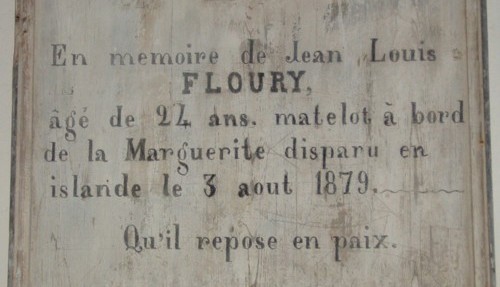 En memoire de Jean Louis
FLOURY,
âgé de 24 ans. matelot à bord
de la Marguerite disparu en
islande le 3 aout 1879.
Qu'il repose en paix.